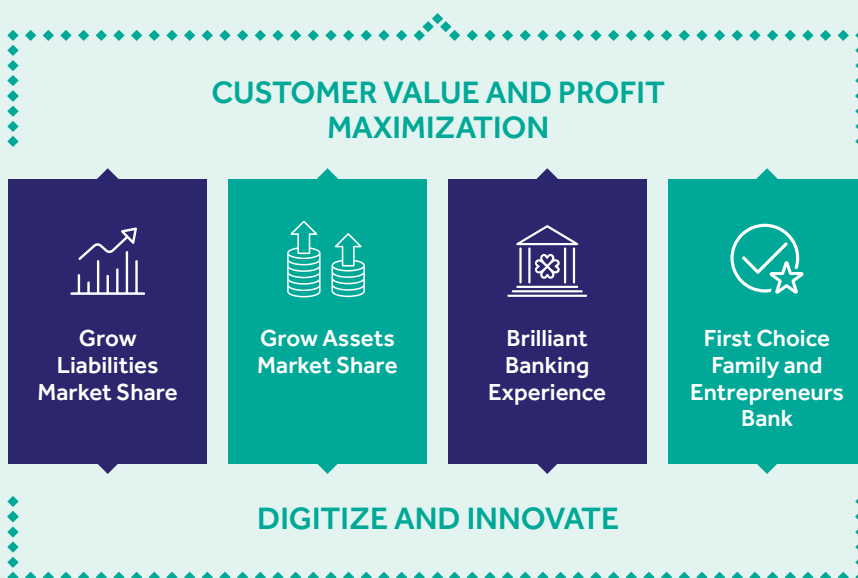 CUSTOMER VALUE AND PROFIT
MAXIMIZATION
Grow
Liabilities
Market Share
Grow Assets
Market Share
Brilliant
Banking
Experience
First Choice
Family and
Entrepreneurs
Bank
DIGITIZE AND INNOVATE